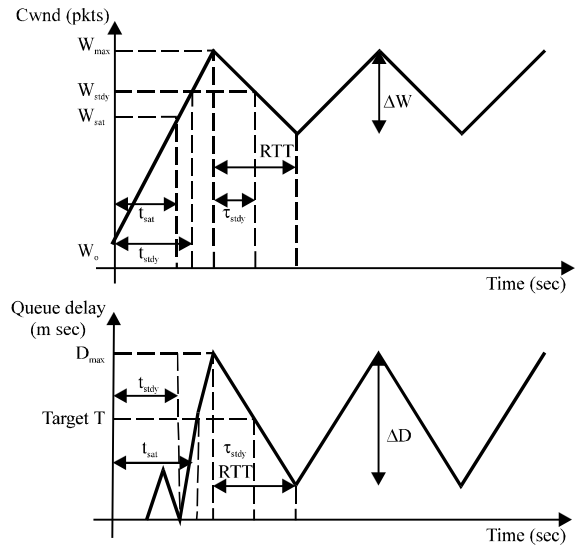 Cwnd (pkts)
Wmax
Wstdy
Wsat
ΔW
RTT
tsat
τstdy
Wo
tstdy
Time (sec)
Queue delay
(m sec)
Dmax
tstdy
Target T
tsat
τstdy
RTT
ΔD
Time (sec)